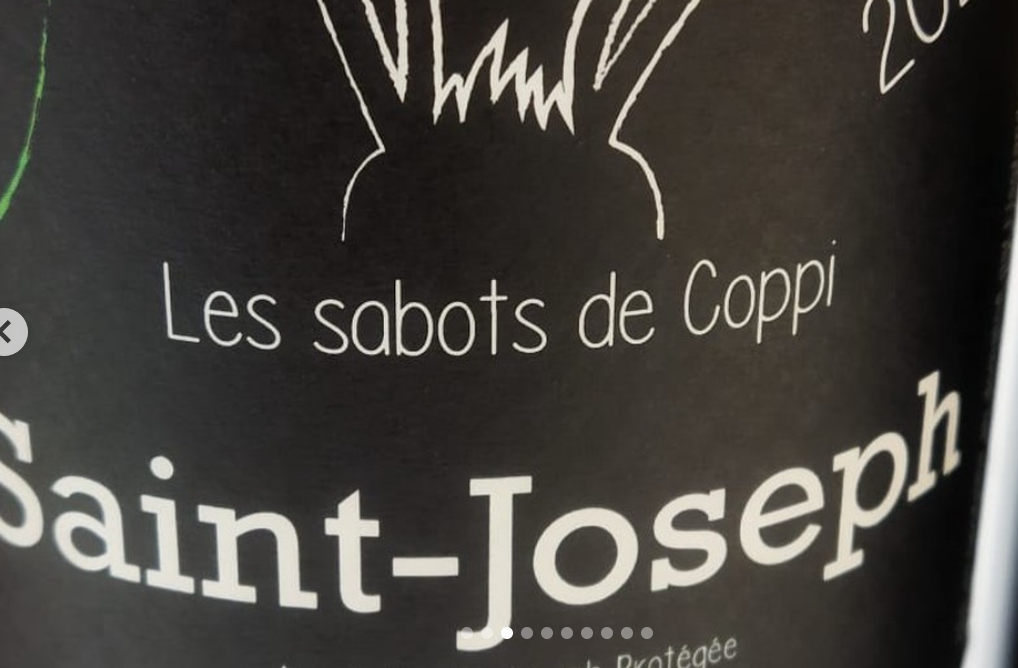 Les sabots de Coppi
Saint-Joseph
Protégée